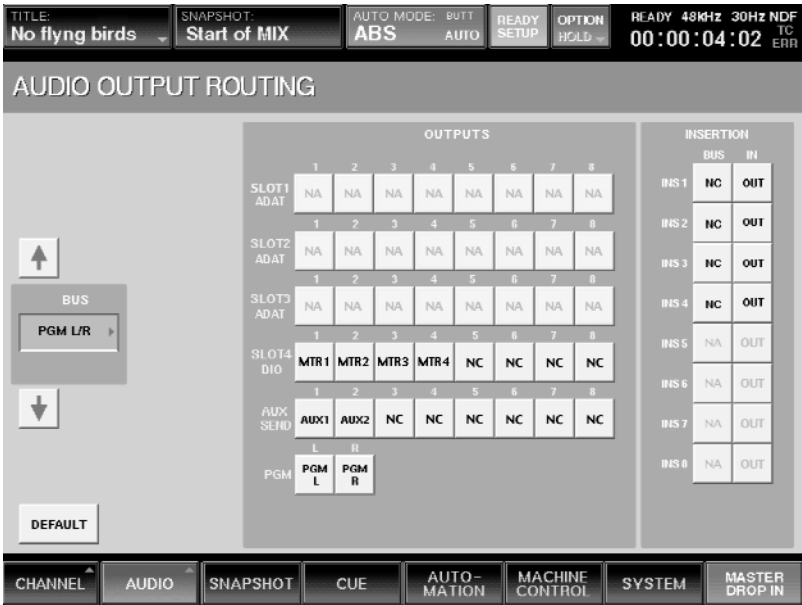 TITLE: SNAPSHOT: AUTO MODE: BUTT READY OPTION READY 48kHz 30Hz NDF
No flyng birds Start of MIX ABS AUTO SETUP HOLD 00:00:04:02 TC ERR
AUDIO OUTPUT ROUTING
OUTPUTS
1 2 3 4 5 6 7 8
SLOT1 ADAT NA NA NA NA NA NA NA NA
1 2 3 4 5 6 7 8
SLOT2 ADAT NA NA NA NA NA NA NA NA
1 2 3 4 5 6 7 8
SLOT3 ADAT NA NA NA NA NA NA NA NA
1 2 3 4 5 6 7 8
SLOT4 DIO MTR1 MTR2 MTR3 MTR4 NC NC NC NC
1 2 3 4 5 6 7 8
AUX SEND AUX1 AUX2 NC NC NC NC NC NC
L R
PGM PGM L PGM R
INSERTION
BUS IN
INS 1 NC OUT
INS 2 NC OUT
INS 3 NC OUT
INS 4 NC OUT
INS 5 NA OUT
INS 6 NA OUT
INS 7 NA OUT
INS 8 NA OUT
BUS
PGM L/R
DEFAULT
CHANNEL AUDIO SNAPSHOT CUE AUTO-MATION MACHINE CONTROL SYSTEM MASTER DROP IN